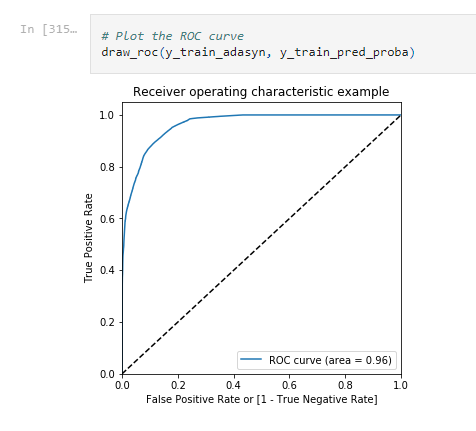 In [315…
# Plot the ROC curve
draw_roc(y_train_adasyn, y_train_pred_proba)
Receiver operating characteristic example
True Positive Rate
1.0
0.8
0.6
0.4
0.2
0.0
ROC curve (area = 0.96)
0.0 0.2 0.4 0.6 0.8 1.0
False Positive Rate or [1 - True Negative Rate]